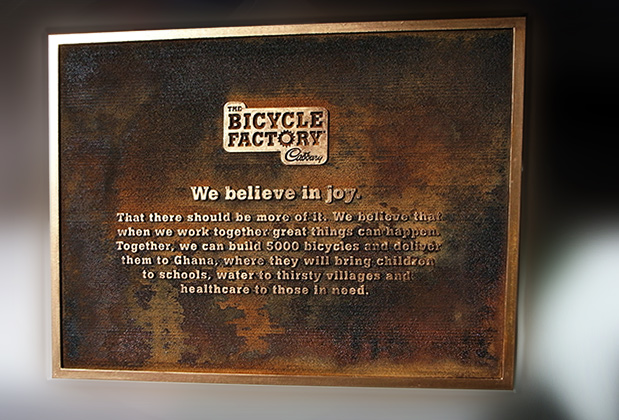 THE
BICYCLE
FACTORY
Cadbury
We believe in joy.
That there should be more of it. We believe that
when we work together great things can happen.
Together, we can build 5000 bicycles and deliver
them to Ghana, where they will bring children
to schools, water to thirsty villages and
healthcare to those in need.